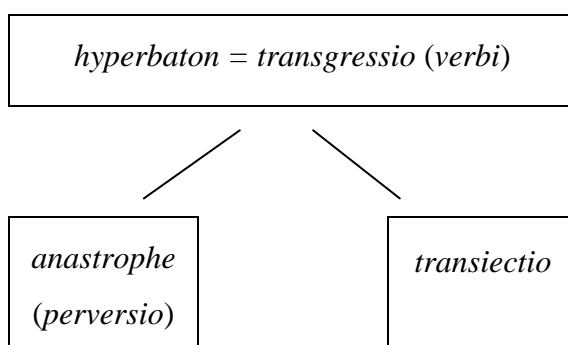 hyperbaton = transgressio (verbi)
anastrophe
(perversio)
transiectio